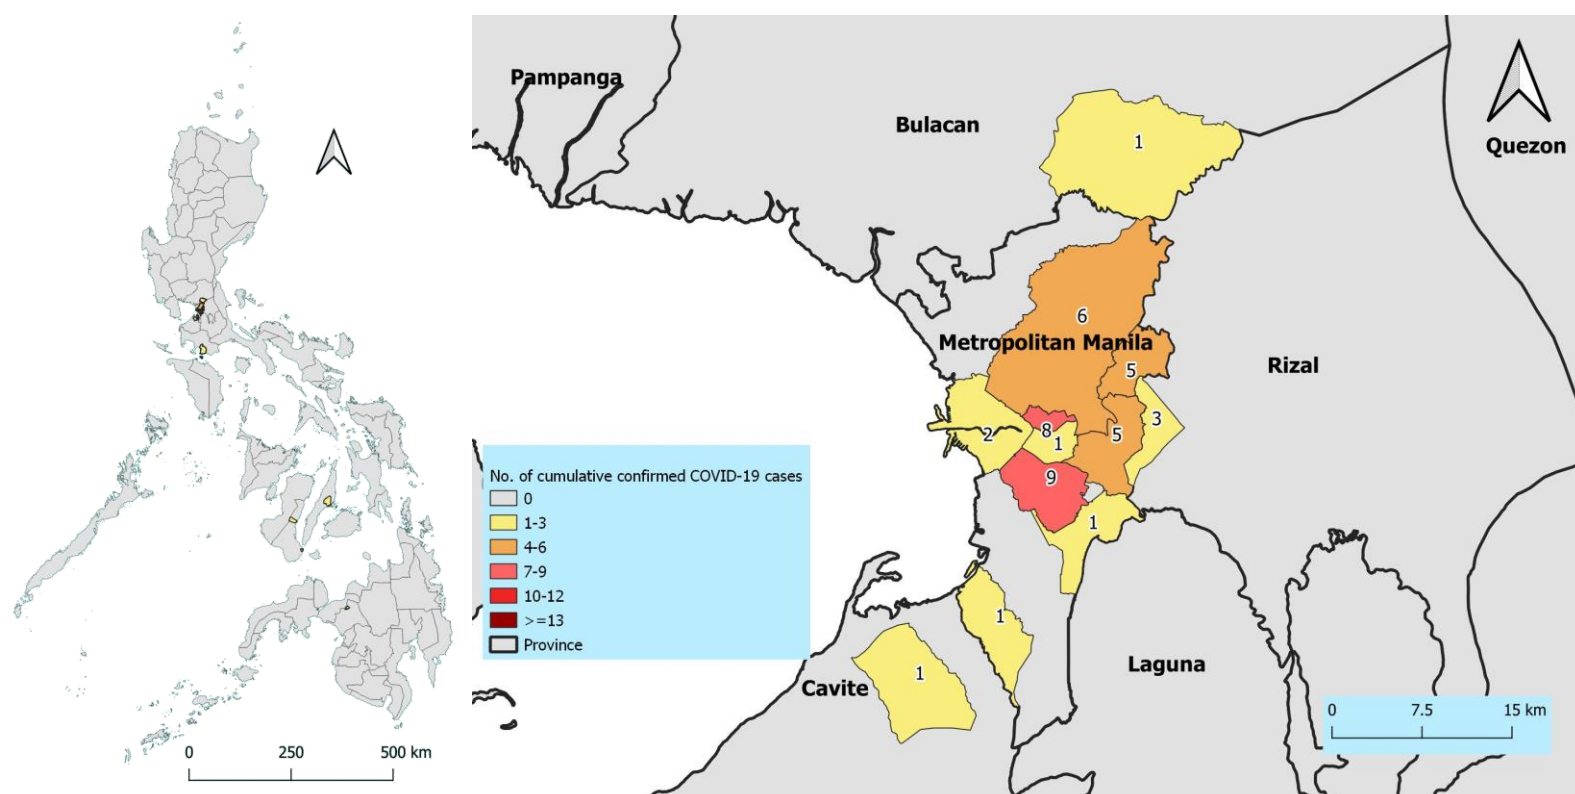 0 250 500 km
Pampanga
Bulacan
1
Quezon
6
Metropolitan Manila
5
Rizal
3
8
2
1
5
9
1
1
1
Cavite
Laguna
No. of cumulative confirmed COVID-19 cases
0
1-3
4-6
7-9
10-12
>=13
Province
0 7.5 15 km